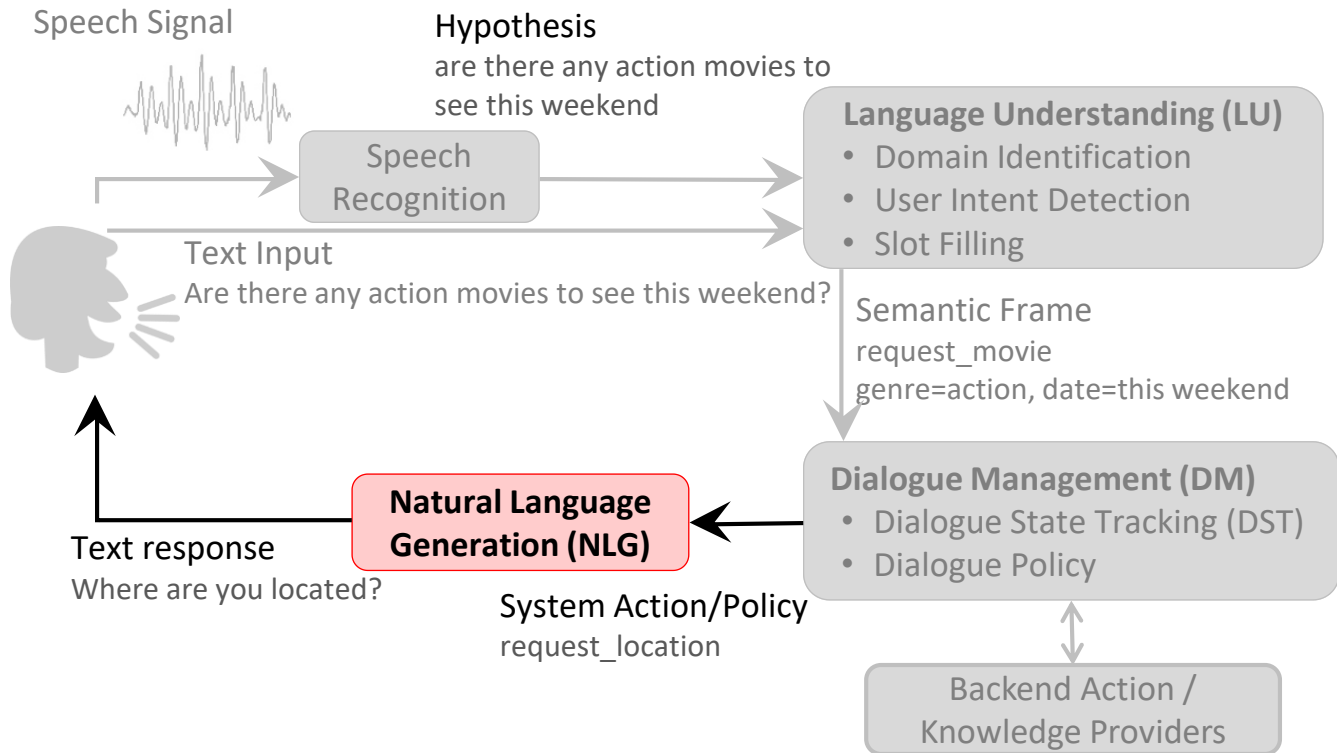 Speech Signal
Hypothesis
are there any action movies to
see this weekend
Speech
Recognition
Language Understanding (LU)
• Domain Identification
• User Intent Detection
• Slot Filling
Text Input
Are there any action movies to see this weekend?
Semantic Frame
request_movie
genre=action, date=this weekend
Dialogue Management (DM)
• Dialogue State Tracking (DST)
• Dialogue Policy
Natural Language
Generation (NLG)
Text response
Where are you located?
System Action/Policy
request_location
Backend Action /
Knowledge Providers